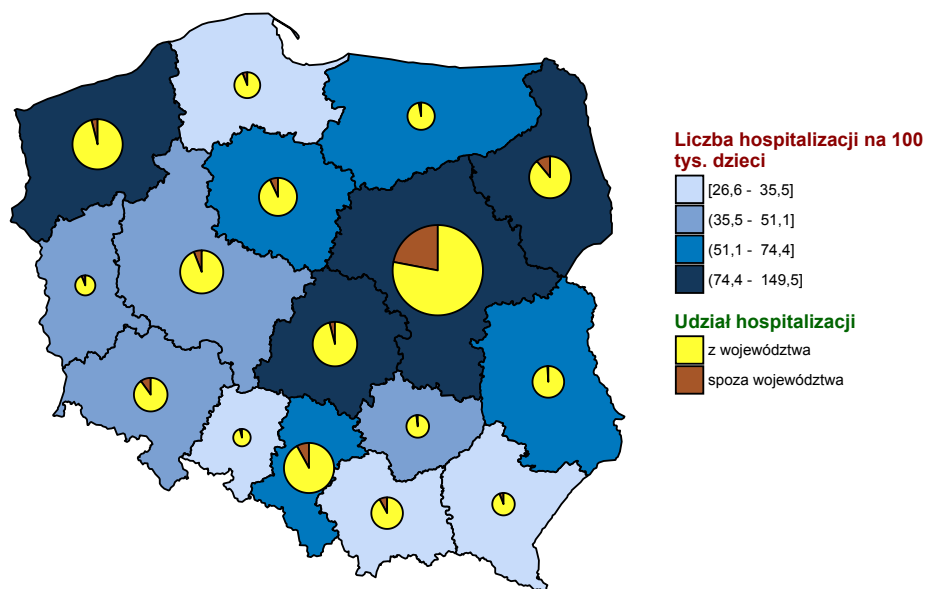 Liczba hospitalizacji na 100
tys. dzieci
[26,6 - 35,5]
(35,5 - 51,1]
(51,1 - 74,4]
(74,4 - 149,5]
Udział hospitalizacji
z województwa
spoza województwa